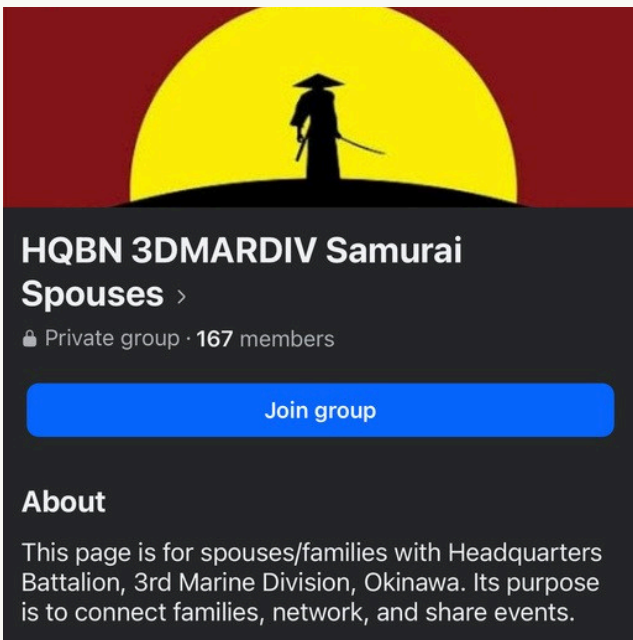 HQBN 3DMARDIV Samurai
Spouses >
Private group · 167 members
Join group
About
This page is for spouses/families with Headquarters
Battalion, 3rd Marine Division, Okinawa. Its purpose
is to connect families, network, and share events.